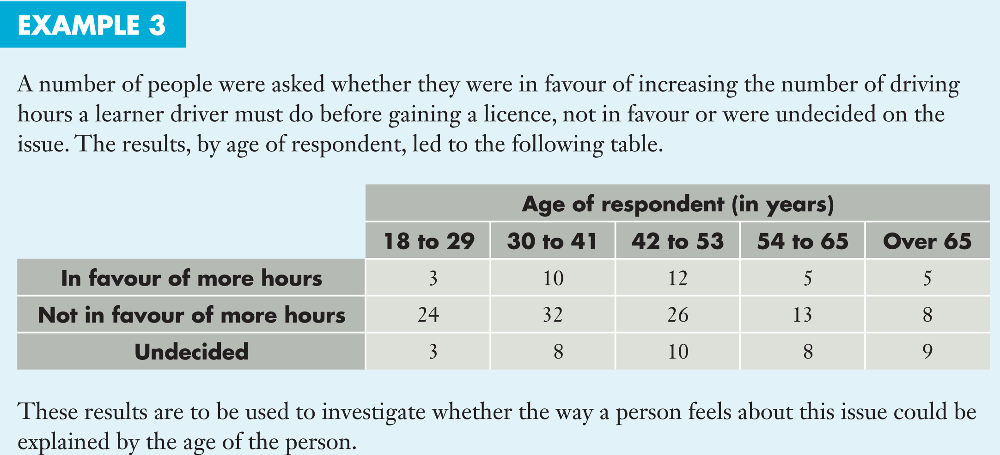 EXAMPLE 3
A number of people were asked whether they were in favour of increasing the number of driving
hours a learner driver must do before gaining a licence, not in favour or were undecided on the
issue. The results, by age of respondent, led to the following table.
Age of respondent (in years)
18 to 29 30 to 41 42 to 53 54 to 65 Over 65
In favour of more hours 3 10 12 5 5
Not in favour of more hours 24 32 26 13 8
Undecided 3 8 10 8 9
These results are to be used to investigate whether the way a person feels about this issue could be
explained by the age of the person.